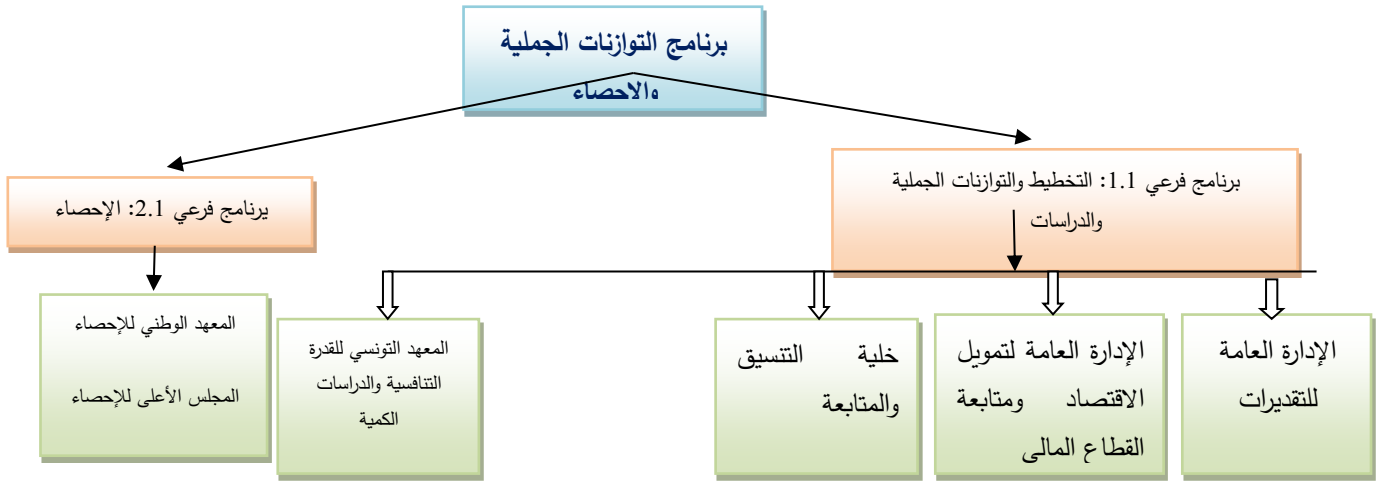 برنامج التوازنات الجملية
والاحصاء
برنامج فرعي 1.1: التخطيط والتوازنات الجملية
والدراسات
يرنامج فرعي 2.1: الإحصاء
الإدارة العامة
للتقديرات
الإدارة العامة لتمويل
الاقتصاد ومتابعة
القطاع المالي
خلية التنسيق
والمتابعة
المعهد التونسي للقدرة
التنافسية والدراسات
الكمية
المعهد الوطني للإحصاء
المجلس الأعلى للإحصاء